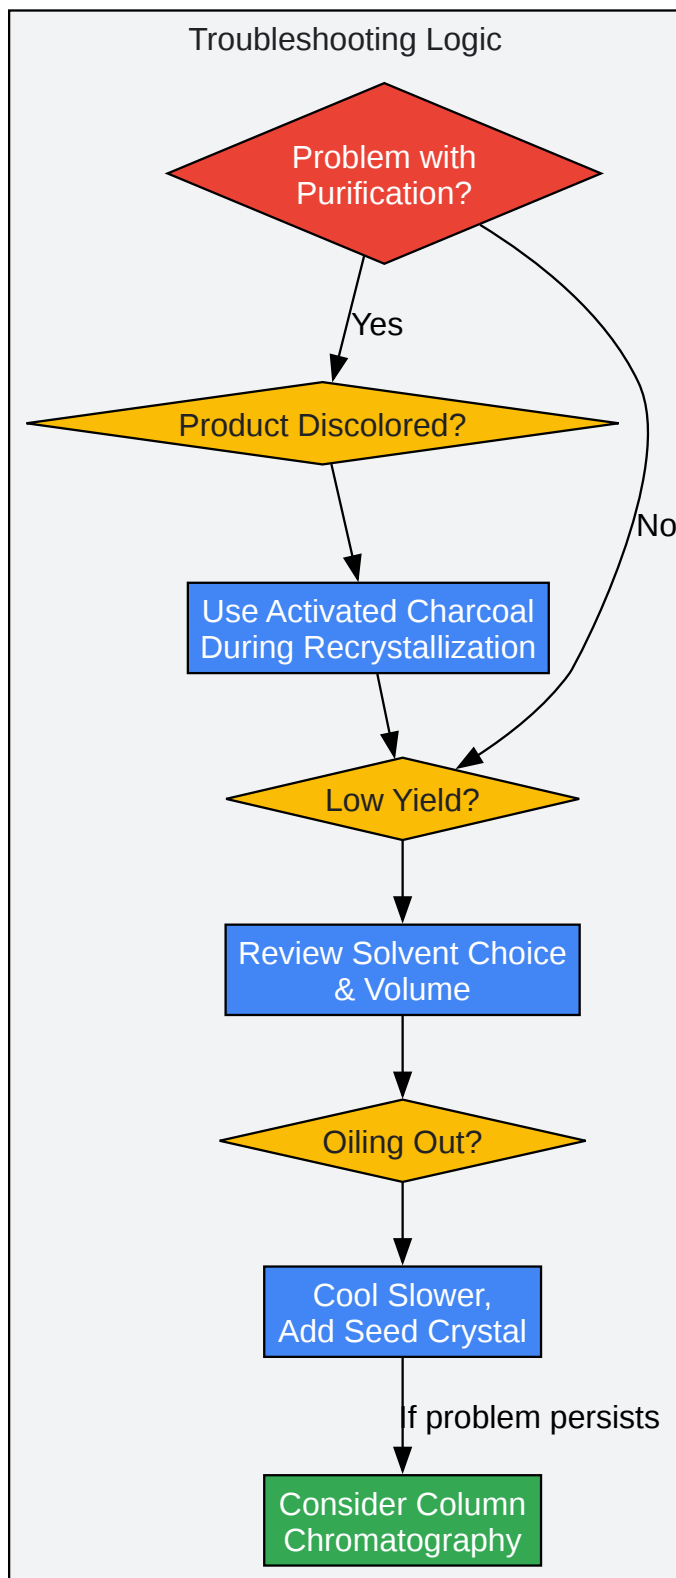 Troubleshooting Logic
Problem with
Purification?
Yes
Product Discolored?
No
Use Activated Charcoal
During Recrystallization
Low Yield?
Review Solvent Choice
& Volume
Oiling Out?
Cool Slower,
Add Seed Crystal
If problem persists
Consider Column
Chromatography